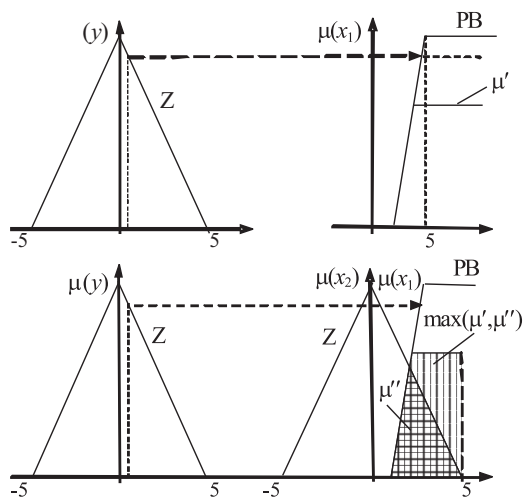 (y) μ(x₁) PB
Z μ′
-5 5 5
μ(y) μ(x₂) μ(x₁) PB
Z Z max(μ′,μ″)
μ″
-5 5 -5 5